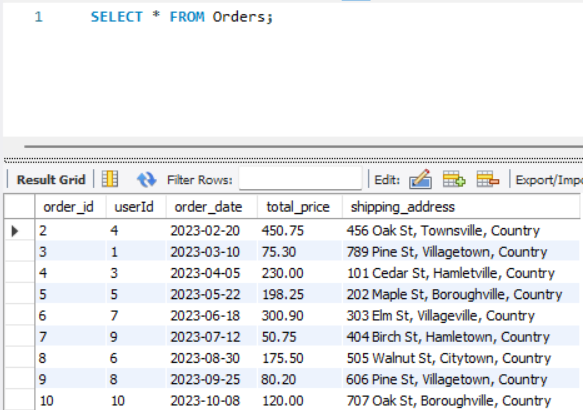 1 SELECT * FROM Orders;
Result Grid Filter Rows: Edit: Export/Impo
order_id userId order_date total_price shipping_address
2 4 2023-02-20 450.75 456 Oak St, Townsville, Country
3 1 2023-03-10 75.30 789 Pine St, Villagetown, Country
4 3 2023-04-05 230.00 101 Cedar St, Hamletville, Country
5 5 2023-05-22 198.25 202 Maple St, Boroughville, Country
6 7 2023-06-18 300.90 303 Elm St, Villageville, Country
7 9 2023-07-12 50.75 404 Birch St, Hamletown, Country
8 6 2023-08-30 175.50 505 Walnut St, Citytown, Country
9 8 2023-09-25 80.20 606 Pine St, Villagetown, Country
10 10 2023-10-08 120.00 707 Oak St, Boroughville, Country